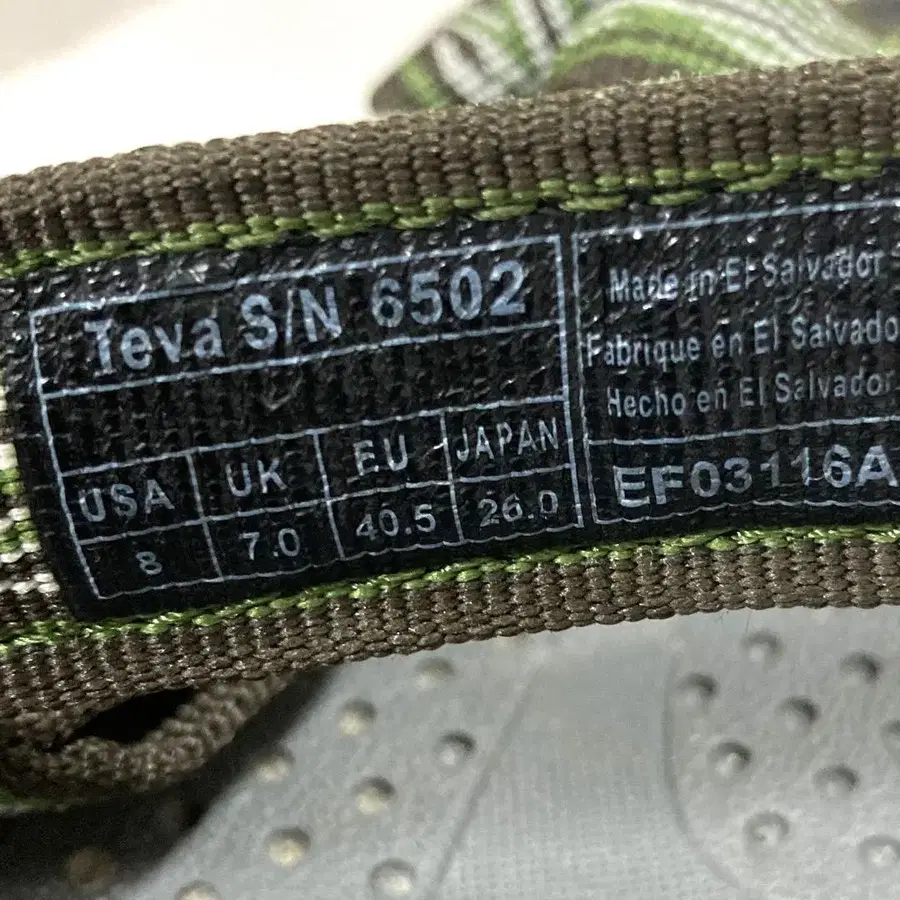 Teva S/N 6502
USA UK EU JAPAN
8 7.0 40.5 26.0
Made in El Salvador
Fabrique en El Salvado
Hecho en El Salvador
EF03116A